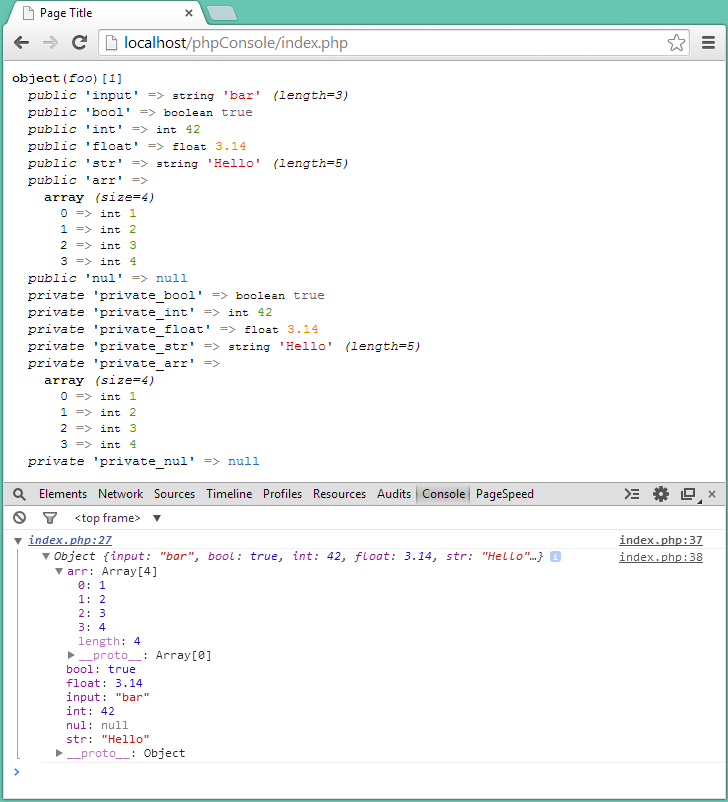 Page Title
localhost/phpConsole/index.php
object(foo)[1]
public 'input' => string 'bar' (length=3)
public 'bool' => boolean true
public 'int' => int 42
public 'float' => float 3.14
public 'str' => string 'Hello' (length=5)
public 'arr' =>
array (size=4)
0 => int 1
1 => int 2
2 => int 3
3 => int 4
public 'nul' => null
private 'private_bool' => boolean true
private 'private_int' => int 42
private 'private_float' => float 3.14
private 'private_str' => string 'Hello' (length=5)
private 'private_arr' =>
array (size=4)
0 => int 1
1 => int 2
2 => int 3
3 => int 4
private 'private_nul' => null
Elements Network Sources Timeline Profiles Resources Audits Console PageSpeed
<top frame>
index.php:27 index.php:37
Object {input: "bar", bool: true, int: 42, float: 3.14, str: "Hello"…} index.php:38
arr: Array[4]
0: 1
1: 2
2: 3
3: 4
length: 4
__proto__: Array[0]
bool: true
float: 3.14
input: "bar"
int: 42
nul: null
str: "Hello"
__proto__: Object